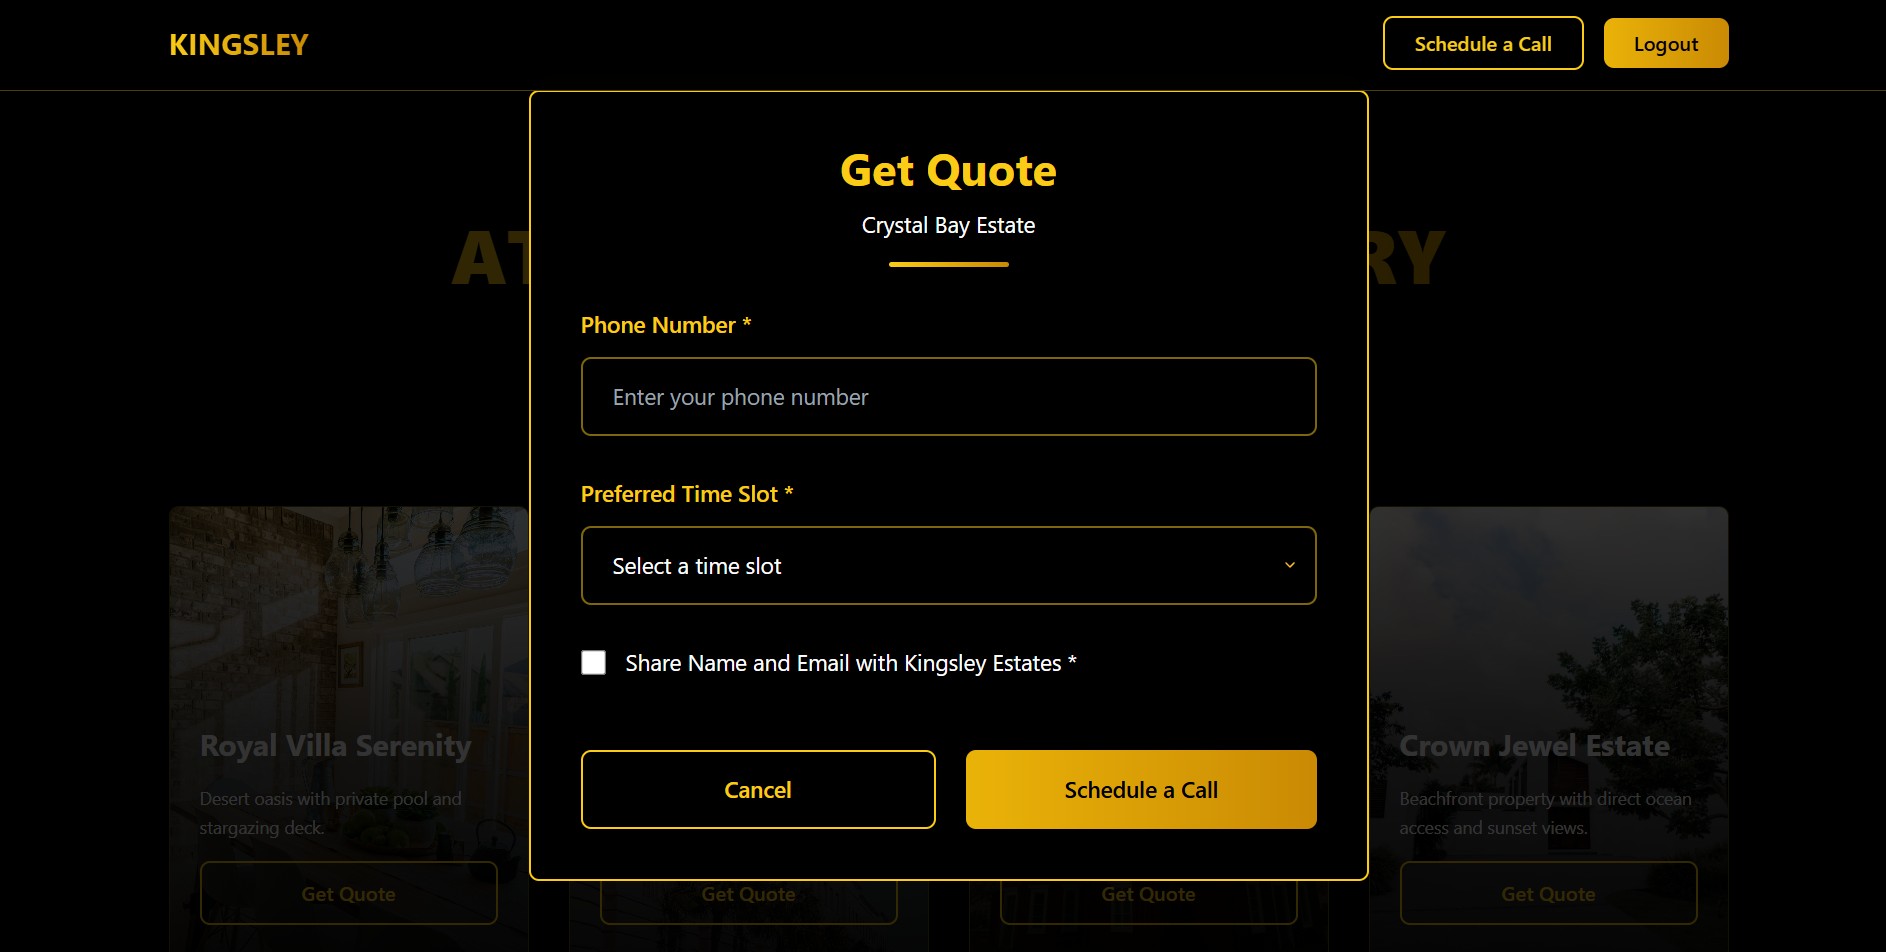 KINGSLEY
Schedule a Call
Logout
Get Quote
Crystal Bay Estate
Phone Number *
Enter your phone number
Preferred Time Slot *
Select a time slot
Share Name and Email with Kingsley Estates *
Cancel
Schedule a Call
Royal Villa Serenity
Desert oasis with private pool and
stargazing deck.
Get Quote
Get Quote
Get Quote
Crown Jewel Estate
Beachfront property with direct ocean
access and sunset views.
Get Quote